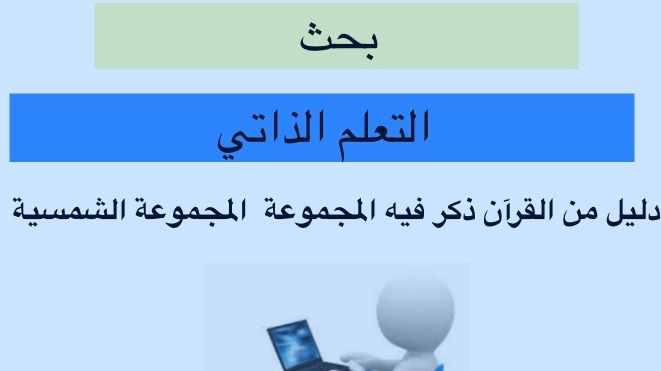 بحث
التعلم الذاتي
دليل من القرآن ذكر فيه المجموعة المجموعة الشمسية